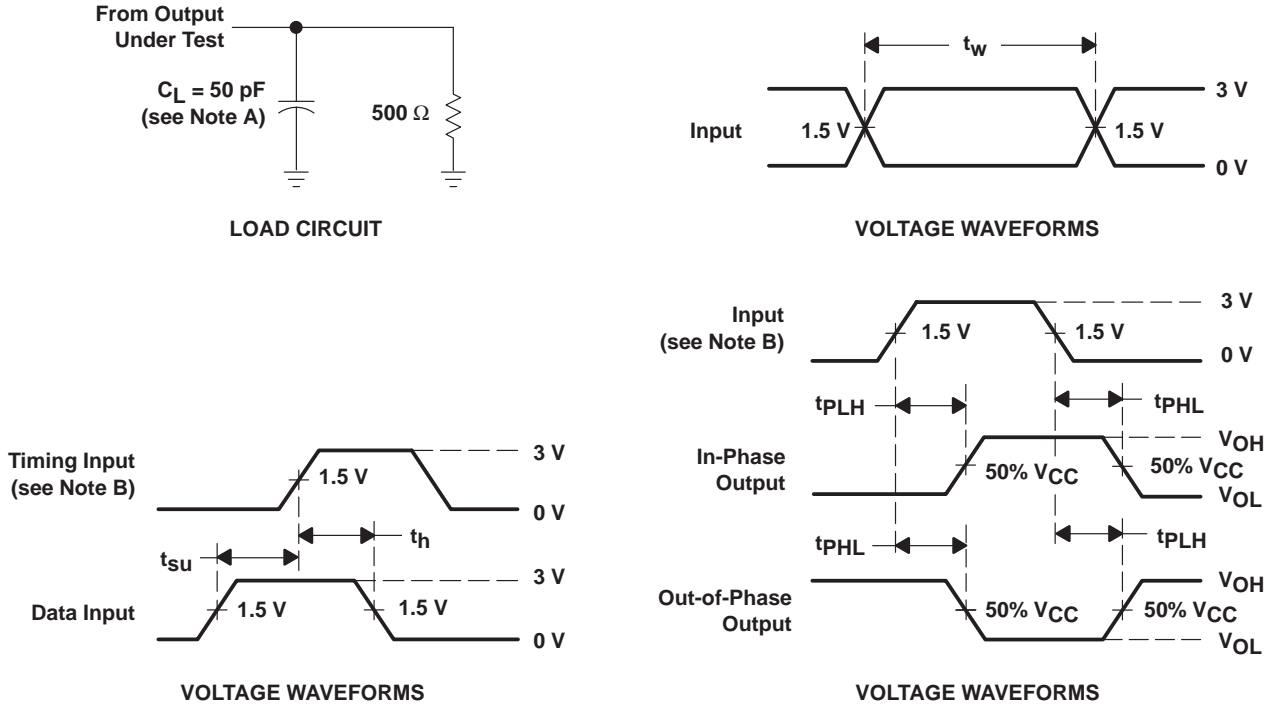 From Output
Under Test
CL = 50 pF
(see Note A)
500 Ω
LOAD CIRCUIT
tw
Input
1.5 V
1.5 V
3 V
0 V
VOLTAGE WAVEFORMS
Timing Input
(see Note B)
1.5 V
3 V
0 V
th
tsu
Data Input
1.5 V
1.5 V
3 V
0 V
VOLTAGE WAVEFORMS
Input
(see Note B)
1.5 V
1.5 V
3 V
0 V
tPLH
tPHL
In-Phase
Output
50% VCC
50% VCC
VOH
VOL
tPHL
tPLH
Out-of-Phase
Output
50% VCC
50% VCC
VOH
VOL
VOLTAGE WAVEFORMS